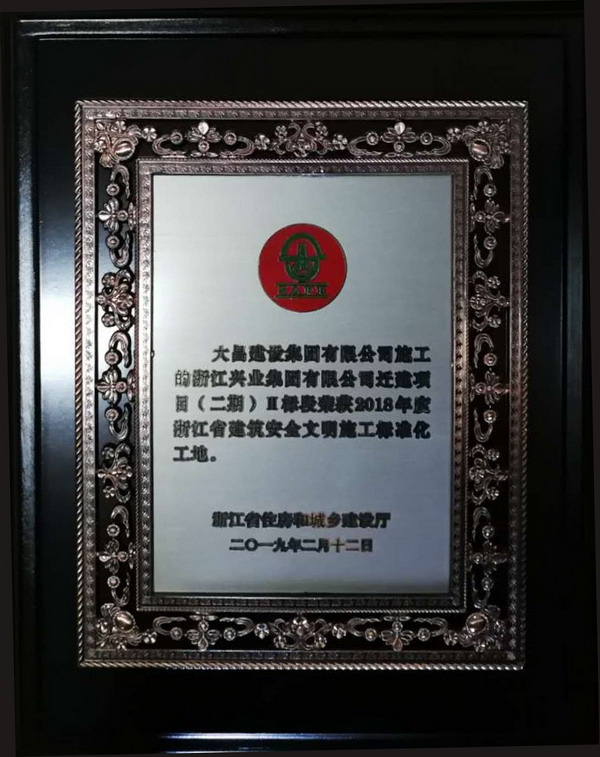 大昌建设集团有限公司施工
的浙江兴业集团有限公司迁建项
目（二期）II标段荣获2018年度
浙江省建筑安全文明施工标准化
工地。
浙江省住房和城乡建设厅
二〇一九年二月十二日